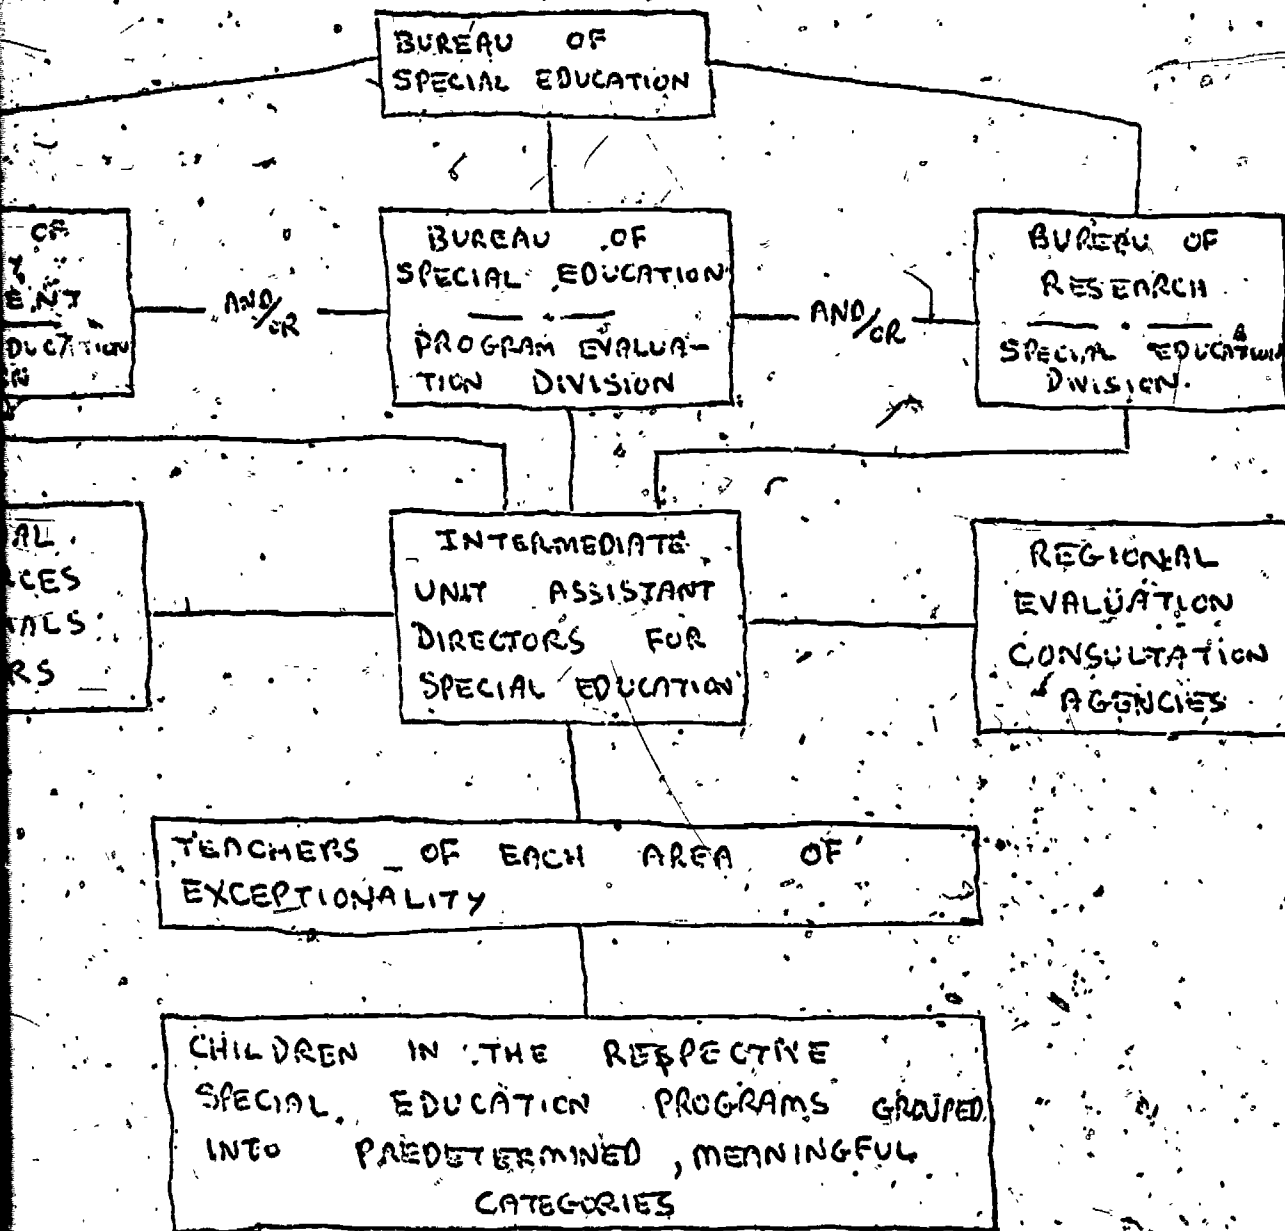 BUREAU OF
SPECIAL EDUCATION
OF
BUREAU OF
SPECIAL EDUCATION
PROGRAM EVALUA-
TION DIVISION
AND/OR
AND/OR
BUREAU OF
RESEARCH
SPECIAL EDUCATION
DIVISION
INTERMEDIATE
UNIT ASSISTANT
DIRECTORS FOR
SPECIAL EDUCATION
REGIONAL
EVALUATION
CONSULTATION
AGENCIES
TEACHERS OF EACH AREA OF
EXCEPTIONALITY
CHILDREN IN THE RESPECTIVE
SPECIAL EDUCATION PROGRAMS GROUPED
INTO PREDETERMINED, MEANINGFUL
CATEGORIES